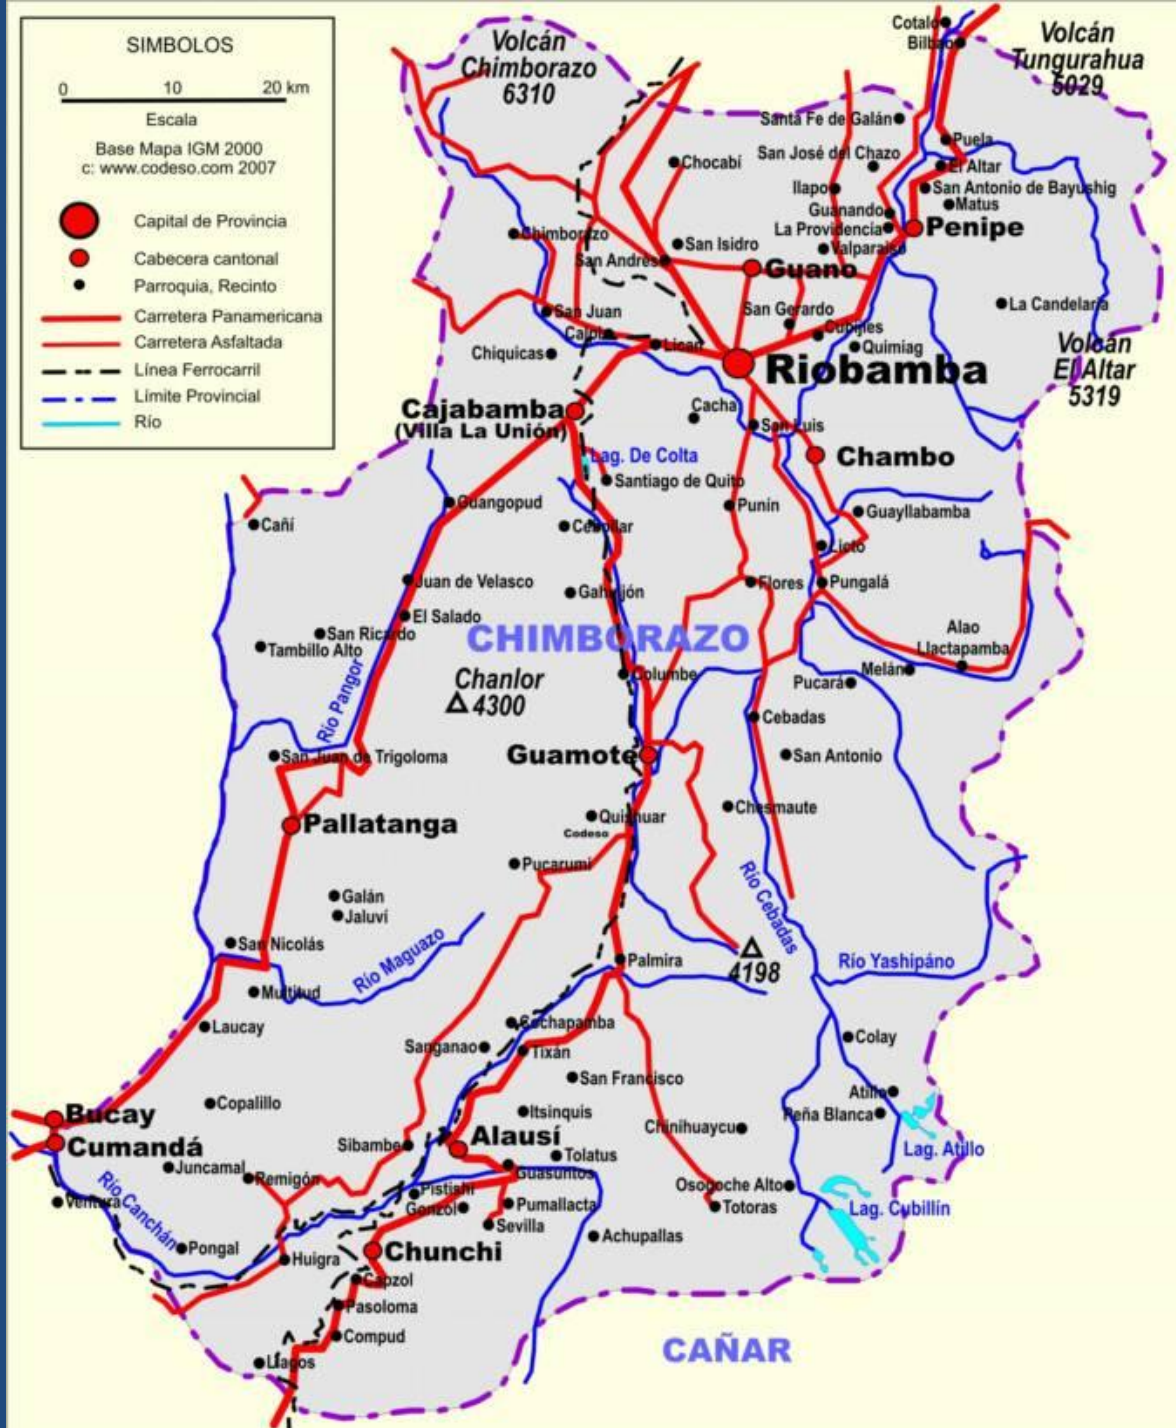 SIMBOLOS
0 10 20 km
Escala
Base Mapa IGM 2000
c: www.codeso.com 2007
Capital de Provincia
Cabecera cantonal
Parroquia, Recinto
Carretera Panamericana
Carretera Asfaltada
Línea Ferrocarril
Límite Provincial
Río
Volcán
Chimborazo
6310
Cotaló
Bilbao
Volcán
Tungurahua
5029
Santa Fe de Galán
Puela
Chocabí
San José del Chazo
El Altar
Ilapo
San Antonio de Bayushig
Matus
Guanando
La Providencia
Penipe
Chimborazo
San Isidro
Valparaiso
San Andres
Guano
La Candelaria
San Juan
San Gerardo
Calpi
Lican
Cubijíes
Quimiag
Chiquicas
Riobamba
Volcán
El Altar
5319
Cajabamba
(Villa La Unión)
Cacha
San Luis
Lag. De Colta
Chambo
Santiago de Quito
Guangopud
Punín
Guayllabamba
Cañí
Licto
Juan de Velasco
Flores
Pungalá
El Salado
San Ricardo
Tambillo Alto
CHIMBORAZO
Alao
Llactapamba
Melán
Pucará
Columbe
Chanlor
4300
Río Pangor
Cebadas
San Juan de Trigoloma
Guamote
San Antonio
Chesmaute
Pallatanga
Quishuar
Codeso
Pucarumi
Galán
Jaluví
Río Cebadas
San Nicolás
Río Maguazo
Palmira
4198
Río Yashipáno
Multitud
Laucay
Cochapamba
Colay
Sanganao
Tixán
San Francisco
Atillo
Copalillo
Itsinquis
Peña Blanca
Bucay
Cumandá
Alausí
Chinihuaycu
Sibambe
Tolatus
Lag. Atillo
Juncamal
Remigón
Guasuntos
Pistishi
Osogoche Alto
Ventura
Río Canchán
Gonzol
Pumallacta
Totoras
Lag. Cubillín
Sevilla
Achupallas
Pongal
Huigra
Chunchi
Capzol
Pasoloma
Compud
CAÑAR
Llagos